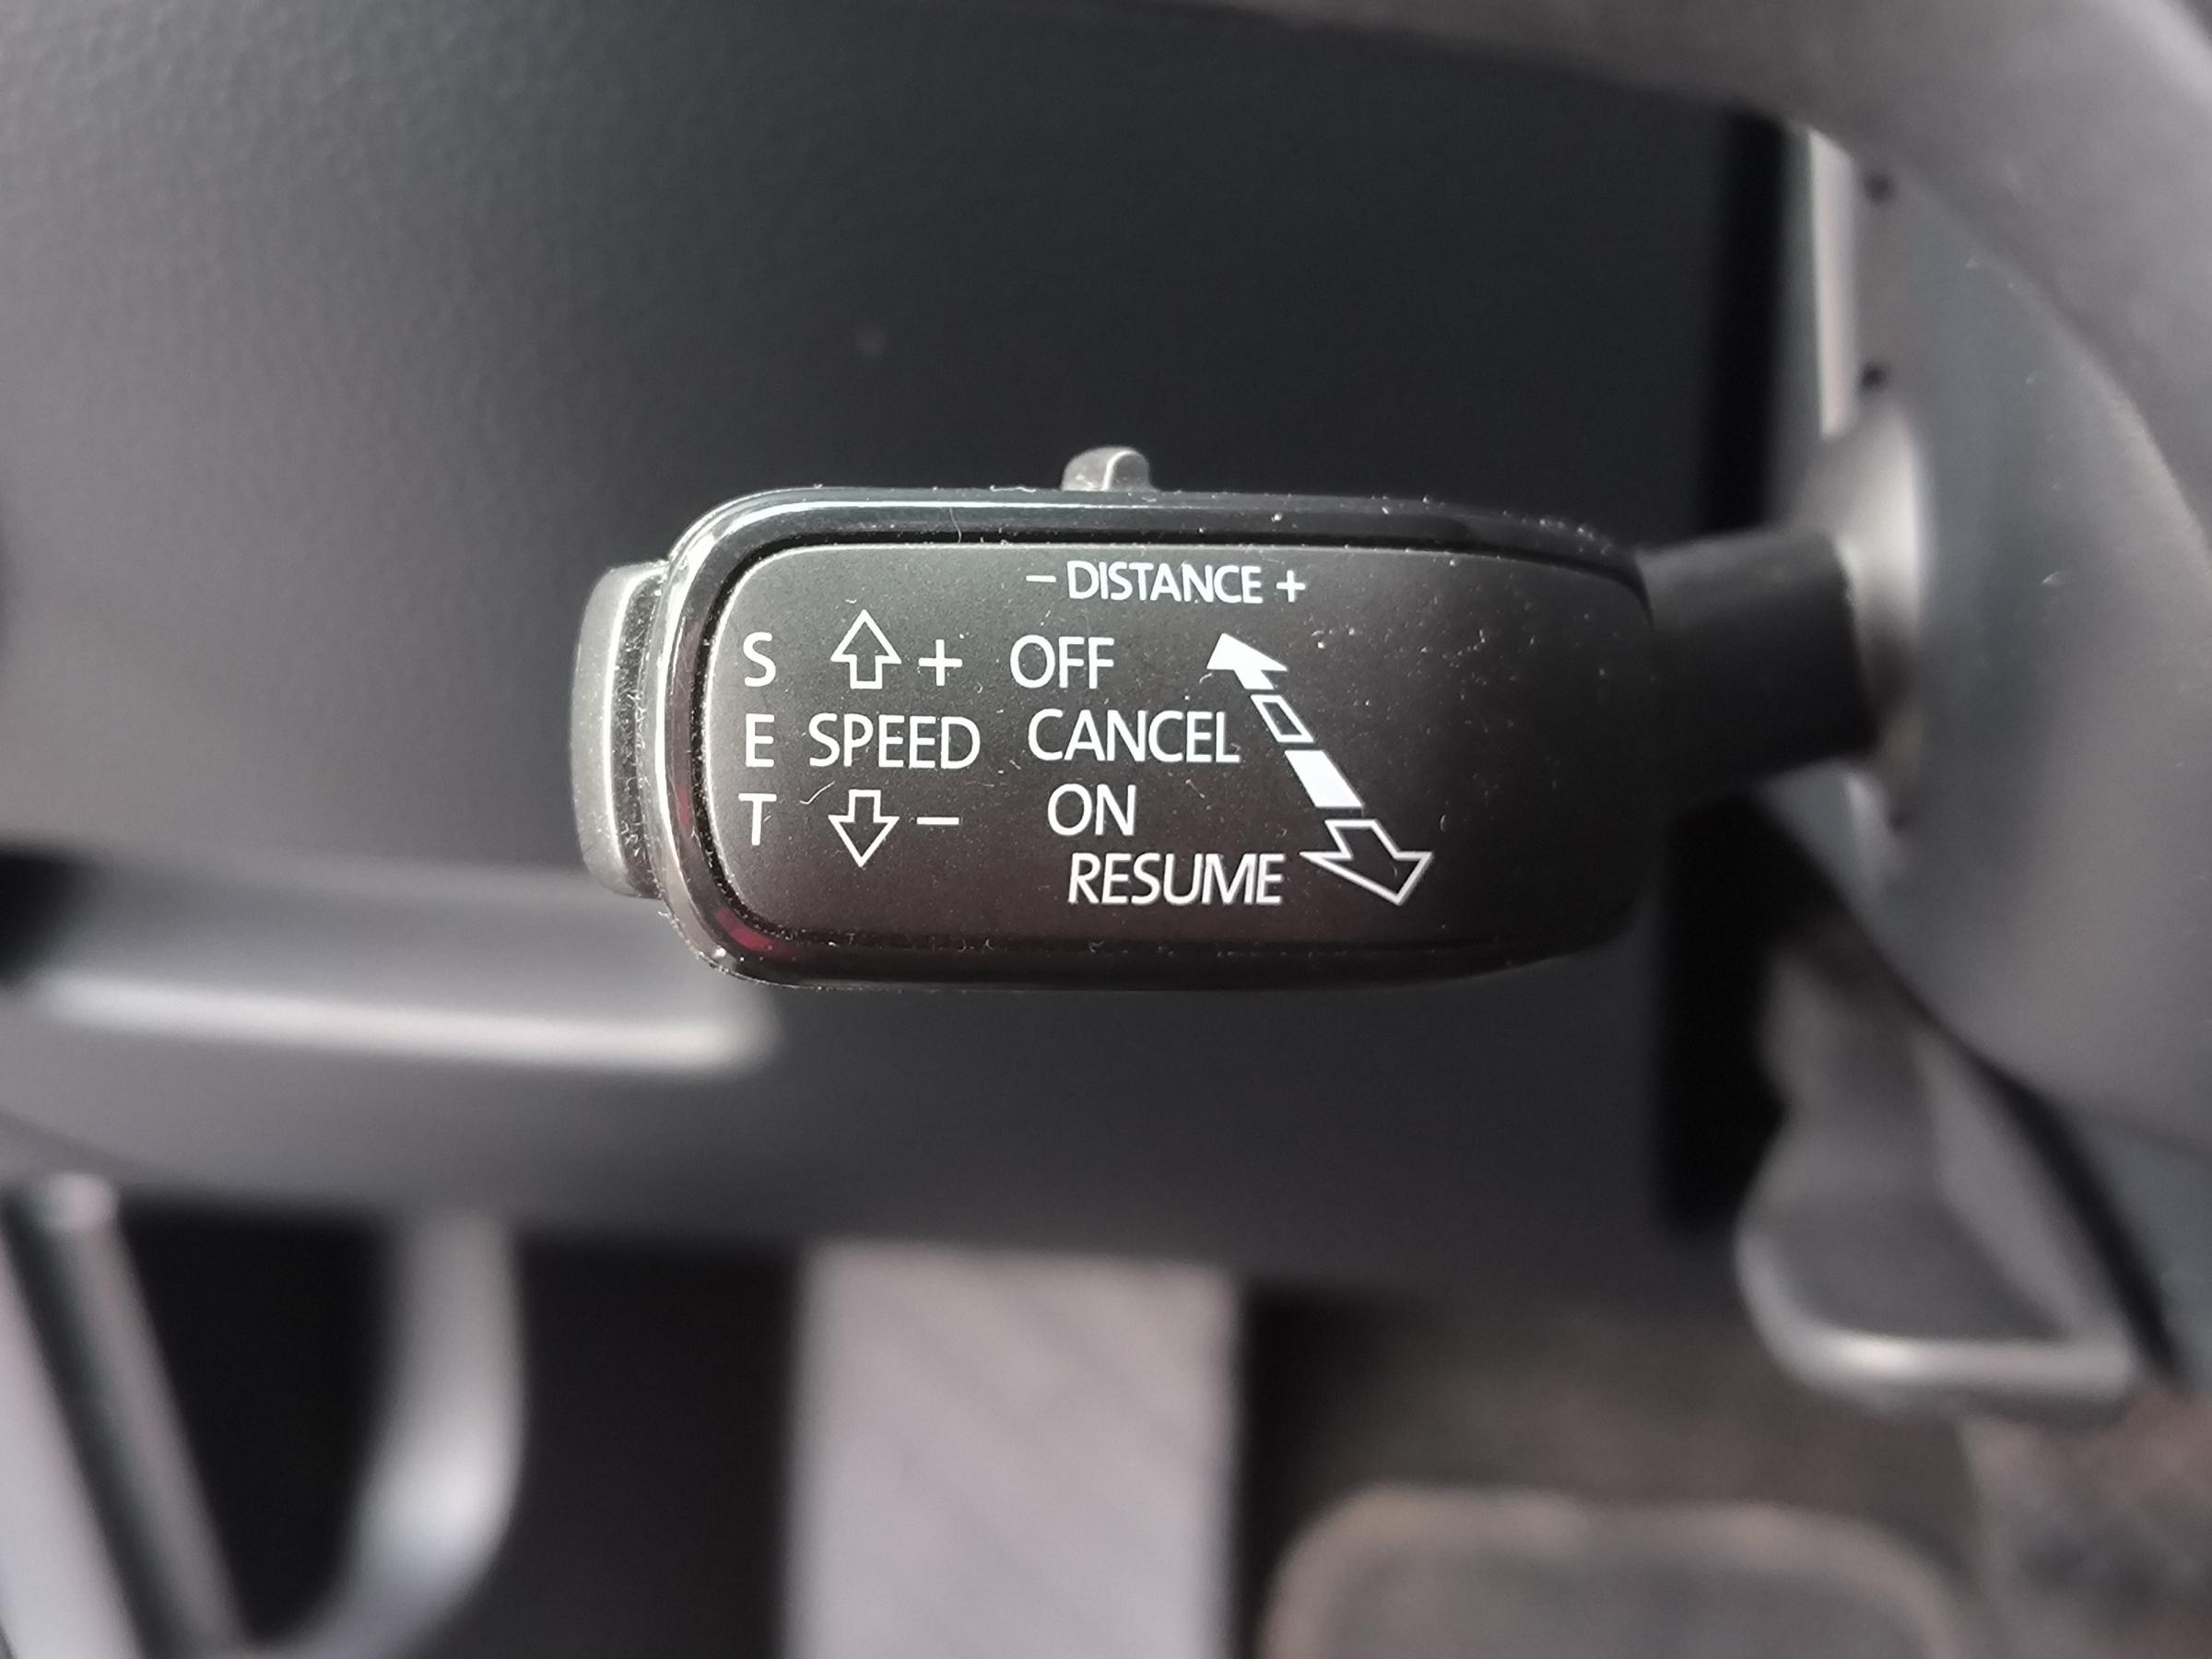 – DISTANCE +
S + OFF
E SPEED CANCEL
T – ON
RESUME